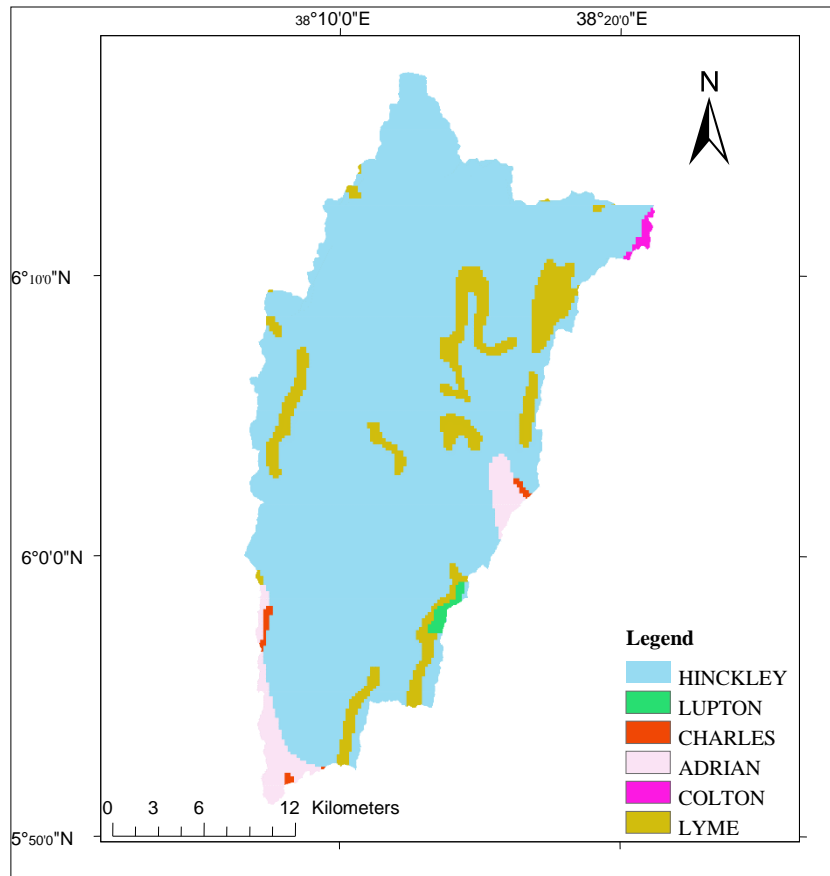 38°10'0"E 38°20'0"E
N
6°10'0"N
6°0'0"N
5°50'0"N
Legend
HINCKLEY
LUPTON
CHARLES
ADRIAN
COLTON
LYME
0 3 6 12 Kilometers